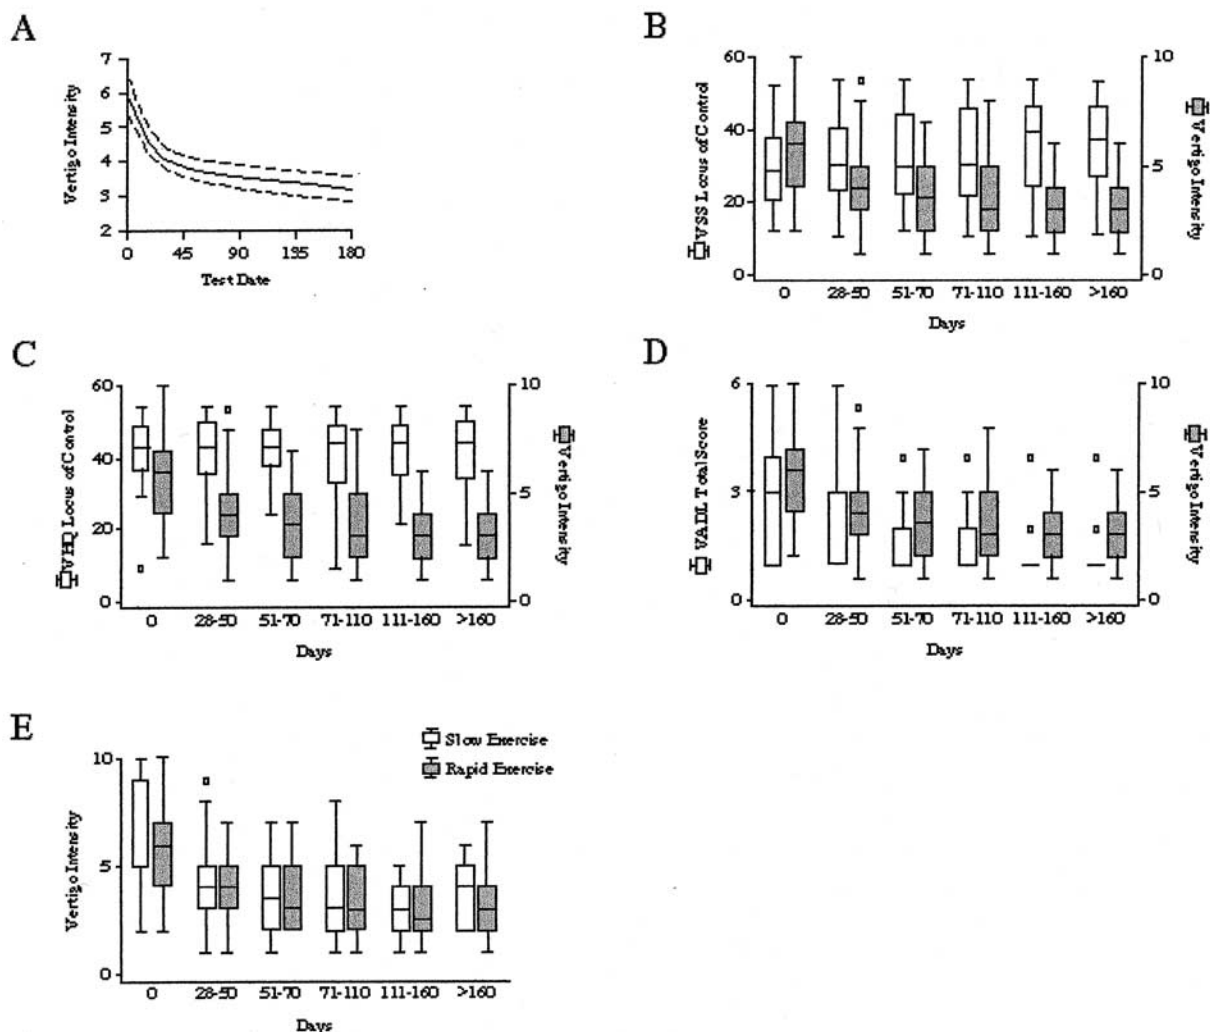 A
7
6
5
4
3
2
Vertigo Intensity
0 45 90 135 180
Test Date
B
60
40
20
0
VSS Locus of Control
10
5
0
Vertigo Intensity
0 28-50 51-70 71-110 111-160 >160
Days
C
60
40
20
0
VHQ Locus of Control
10
5
0
Vertigo Intensity
0 28-50 51-70 71-110 111-160 >160
Days
D
6
3
0
VADL Total Score
10
5
0
Vertigo Intensity
0 28-50 51-70 71-110 111-160 >160
Days
E
Slow Exercise
Rapid Exercise
10
5
0
Vertigo Intensity
0 28-50 51-70 71-110 111-160 >160
Days